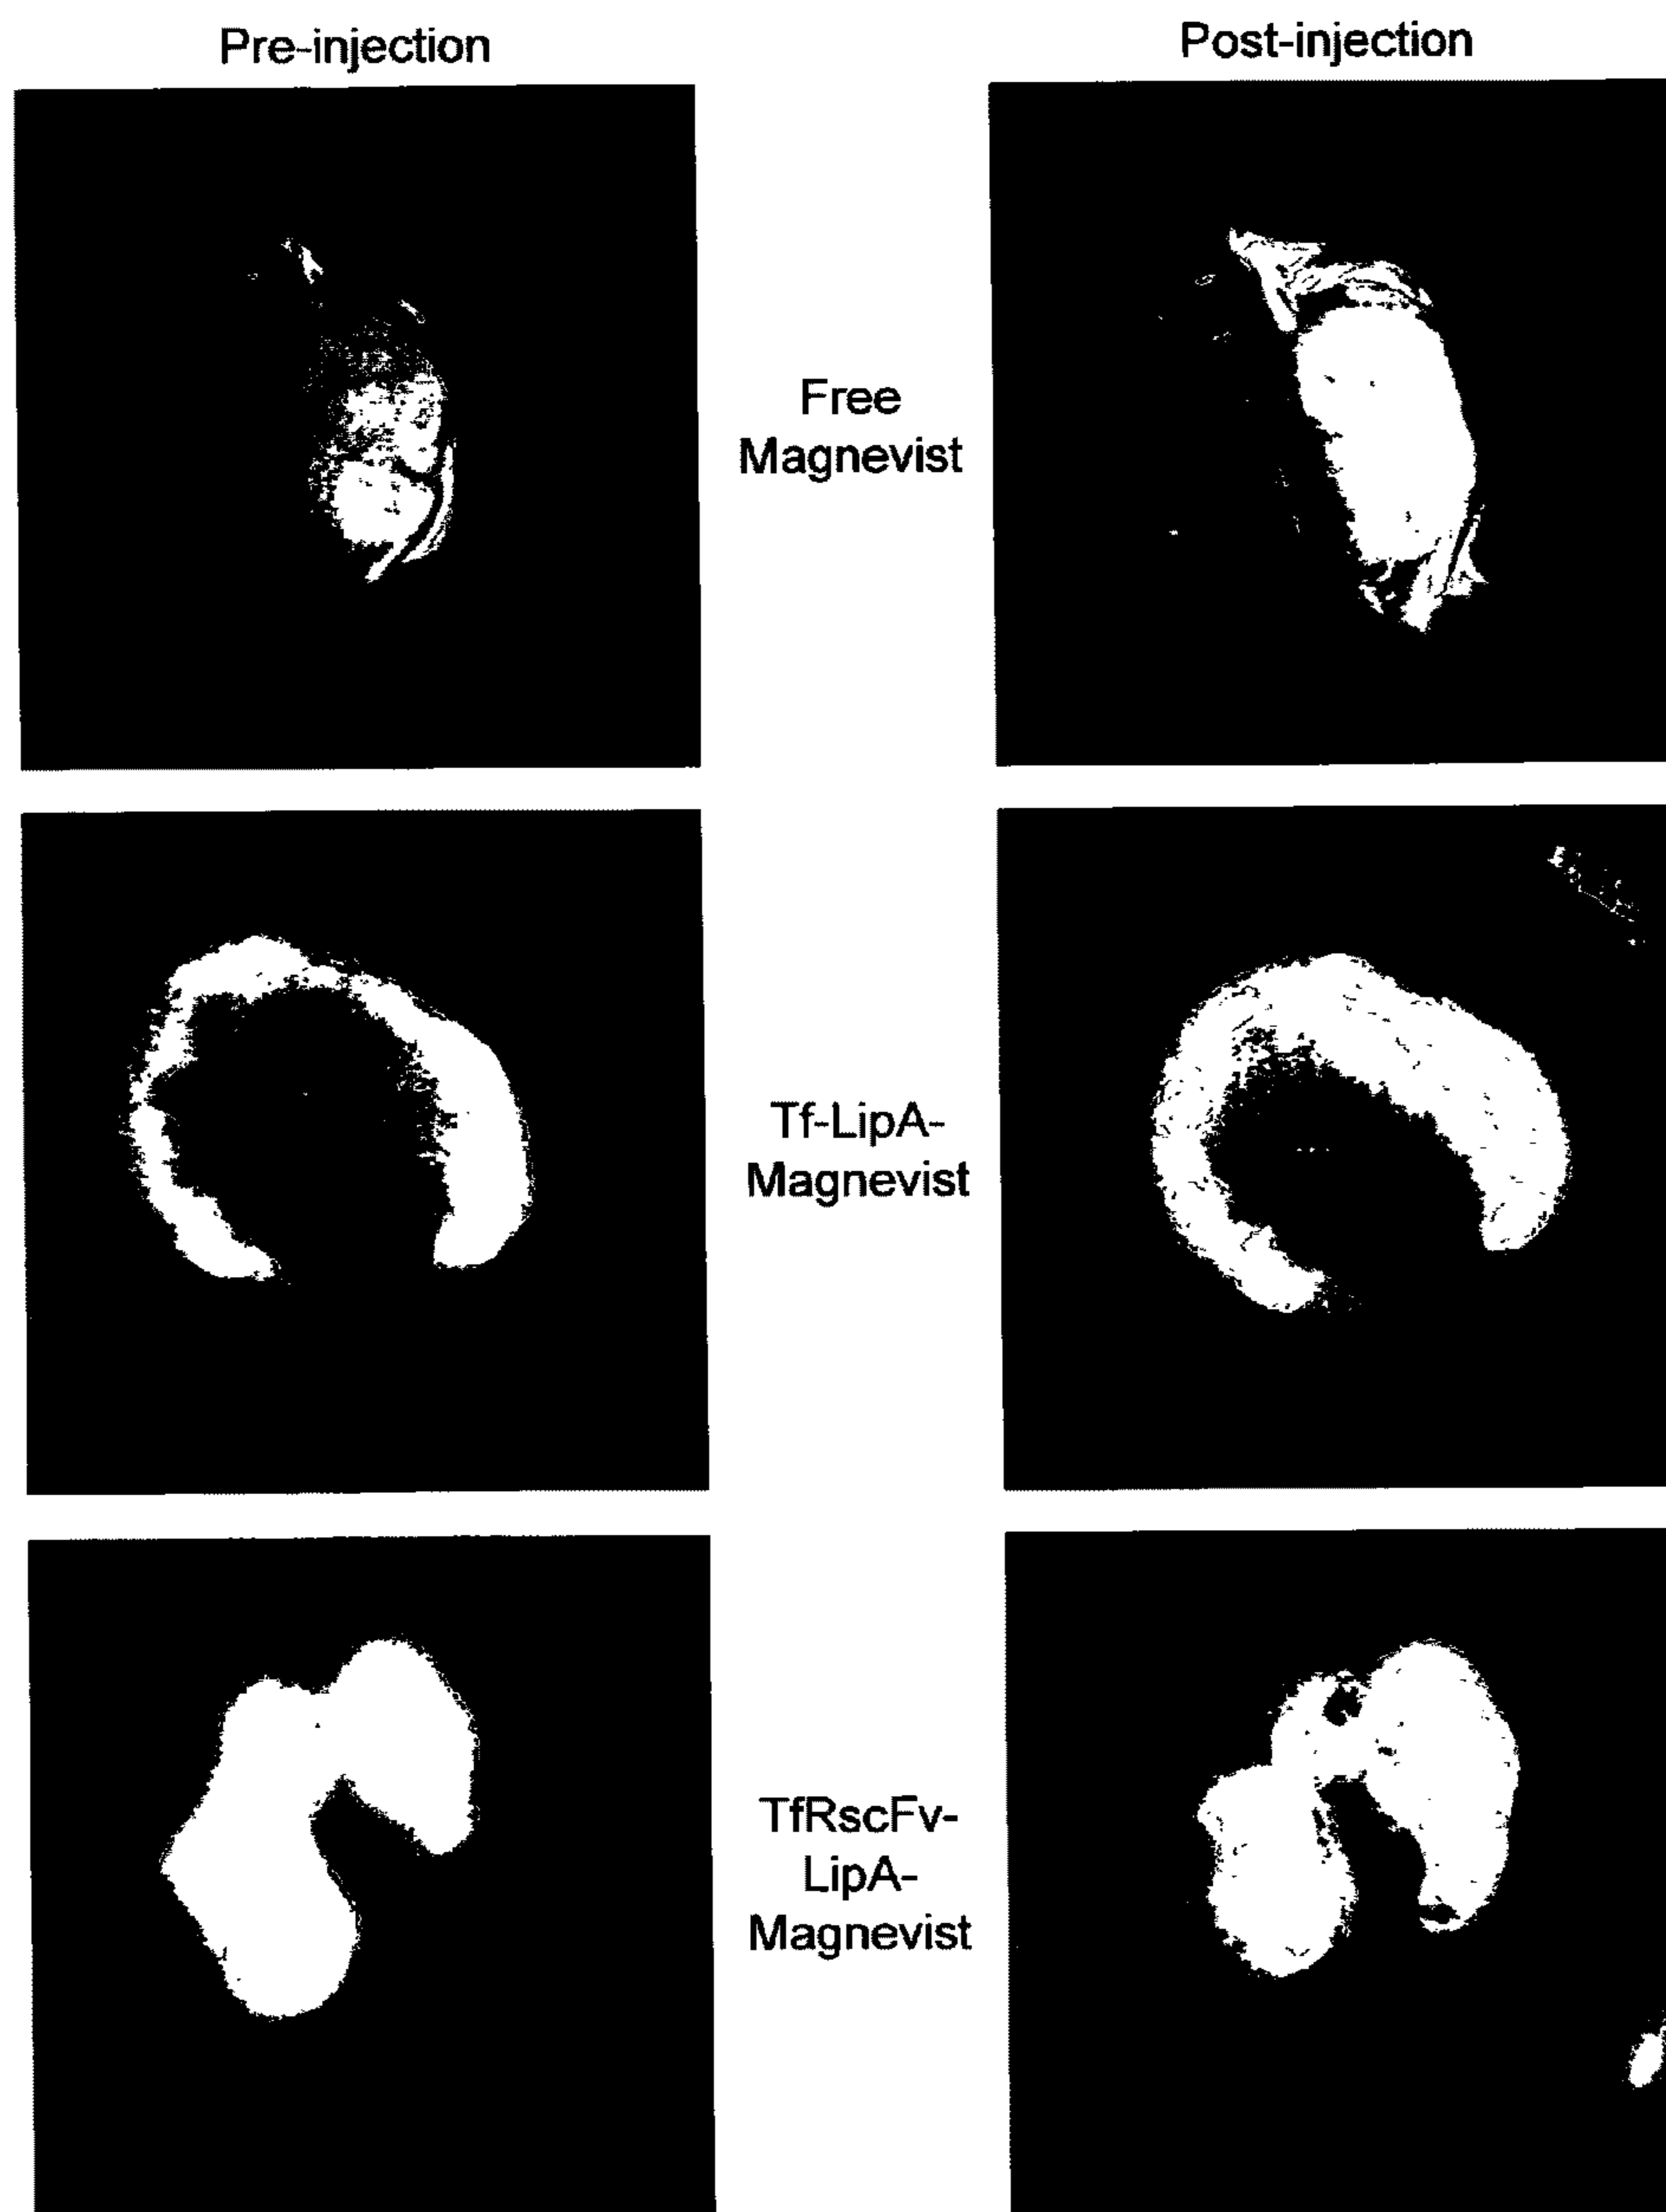 Pre-injection
Post-injection
Free
Magnevist
Tf-LipA-
Magnevist
TfRscFv-
LipA-
Magnevist